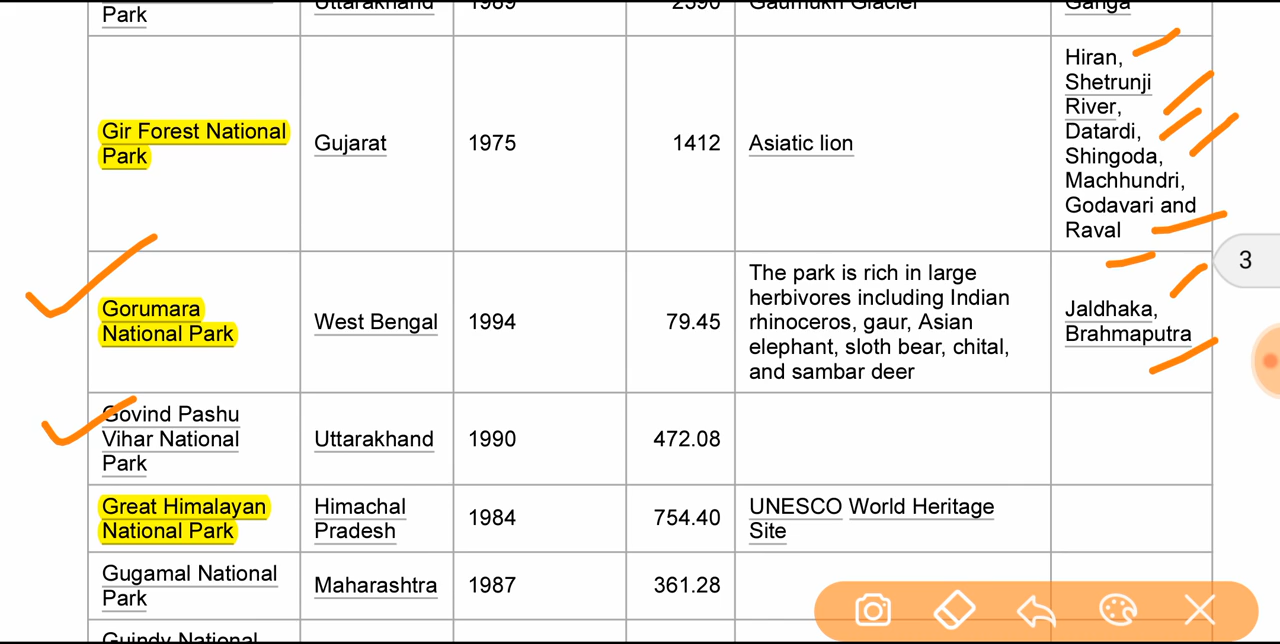 Park
Uttarakhand
1989
2390
Gaumukh Glacier
Ganga
Gir Forest National
Park
Gujarat
1975
1412
Asiatic lion
Hiran,
Shetrunji
River,
Datardi,
Shingoda,
Machhundri,
Godavari and
Raval
3
Gorumara
National Park
West Bengal
1994
79.45
The park is rich in large
herbivores including Indian
rhinoceros, gaur, Asian
elephant, sloth bear, chital,
and sambar deer
Jaldhaka,
Brahmaputra
Govind Pashu
Vihar National
Park
Uttarakhand
1990
472.08
Great Himalayan
National Park
Himachal
Pradesh
1984
754.40
UNESCO World Heritage
Site
Gugamal National
Park
Maharashtra
1987
361.28
Guindy National